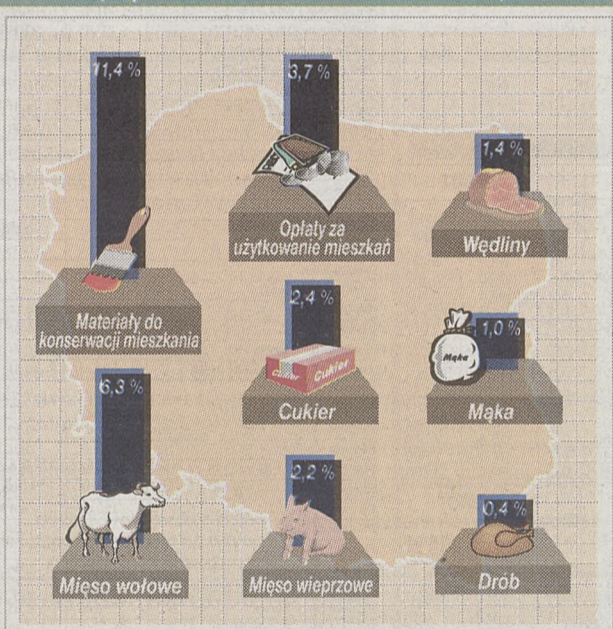 11,4 %
3,7 %
1,4 %
Opłaty za
użytkowanie mieszkań
Wędliny
Materiały do
konserwacji mieszkania
2,4 %
1,0 %
Mąka
Cukier
Cukier
Cukier
Mąka
6,3 %
2,2 %
0,4 %
Mięso wołowe
Mięso wieprzowe
Drób